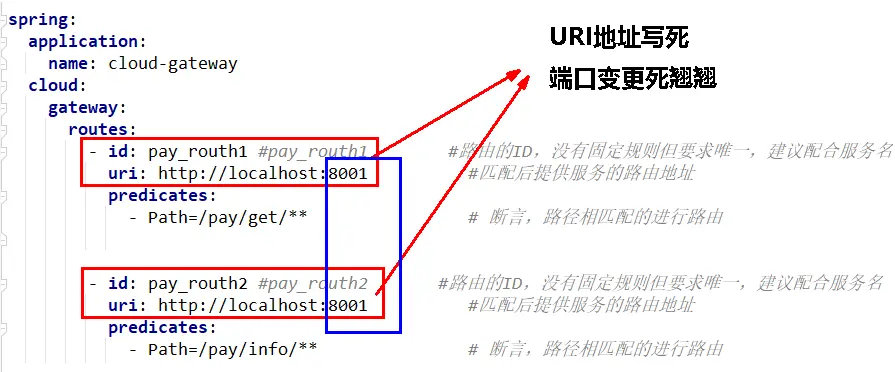 spring:
application:
name: cloud-gateway
cloud:
gateway:
routes:
- id: pay_routh1 #pay_routh1 #路由的ID，没有固定规则但要求唯一，建议配合服务名
uri: http://localhost:8001 #匹配后提供服务的路由地址
predicates:
- Path=/pay/get/** # 断言，路径相匹配的进行路由
- id: pay_routh2 #pay_routh2 #路由的ID，没有固定规则但要求唯一，建议配合服务名
uri: http://localhost:8001 #匹配后提供服务的路由地址
predicates:
- Path=/pay/info/** # 断言，路径相匹配的进行路由
URI地址写死
端口变更死翘翘